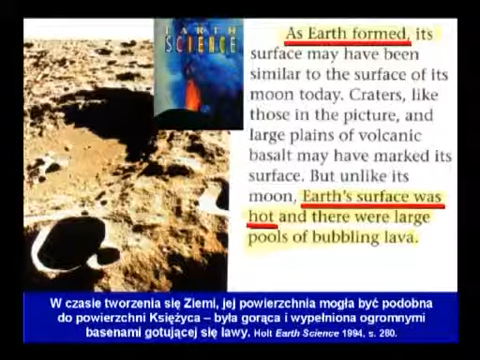 EARTH
SCIENCE
As Earth formed, its
surface may have been
similar to the surface of its
moon today. Craters, like
those in the picture, and
large plains of volcanic
basalt may have marked its
surface. But unlike its
moon, Earth's surface was
hot and there were large
pools of bubbling lava.
W czasie tworzenia się Ziemi, jej powierzchnia mogła być podobna
do powierzchni Księżyca – była gorąca i wypełniona ogromnymi
basenami gotującej się lawy. Holt Earth Science 1994, s. 280.